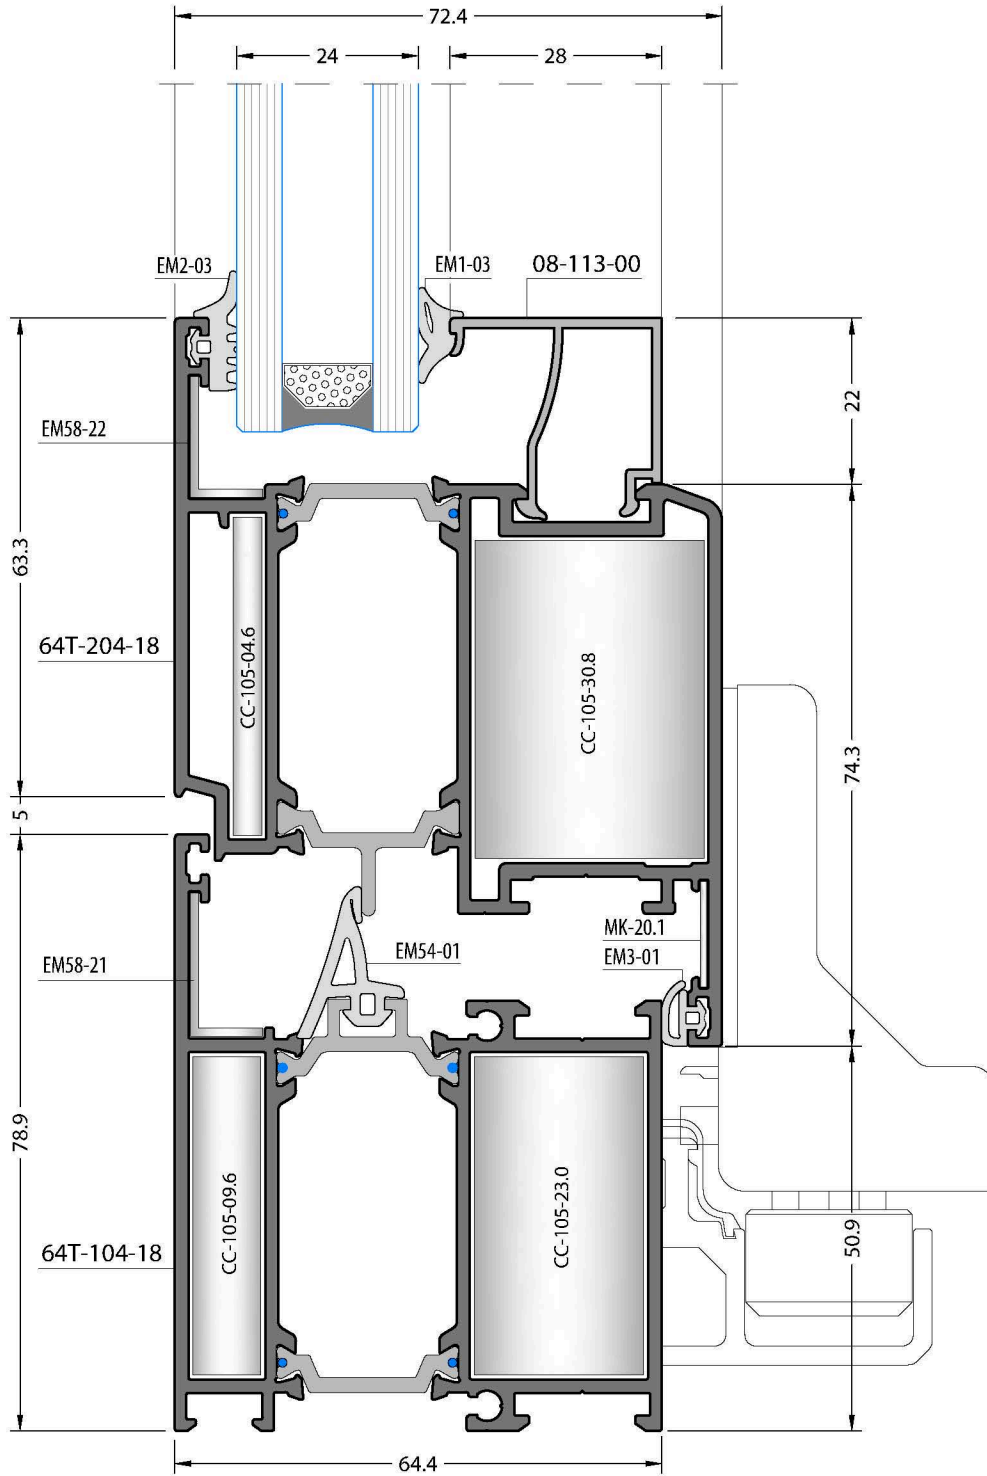 72.4
24
28
EM2-03
EM1-03
08-113-00
22
EM58-22
63.3
64T-204-18
CC-105-04.6
CC-105-30.8
74.3
5
MK-20.1
EM54-01
EM3-01
EM58-21
78.9
CC-105-09.6
CC-105-23.0
50.9
64T-104-18
64.4